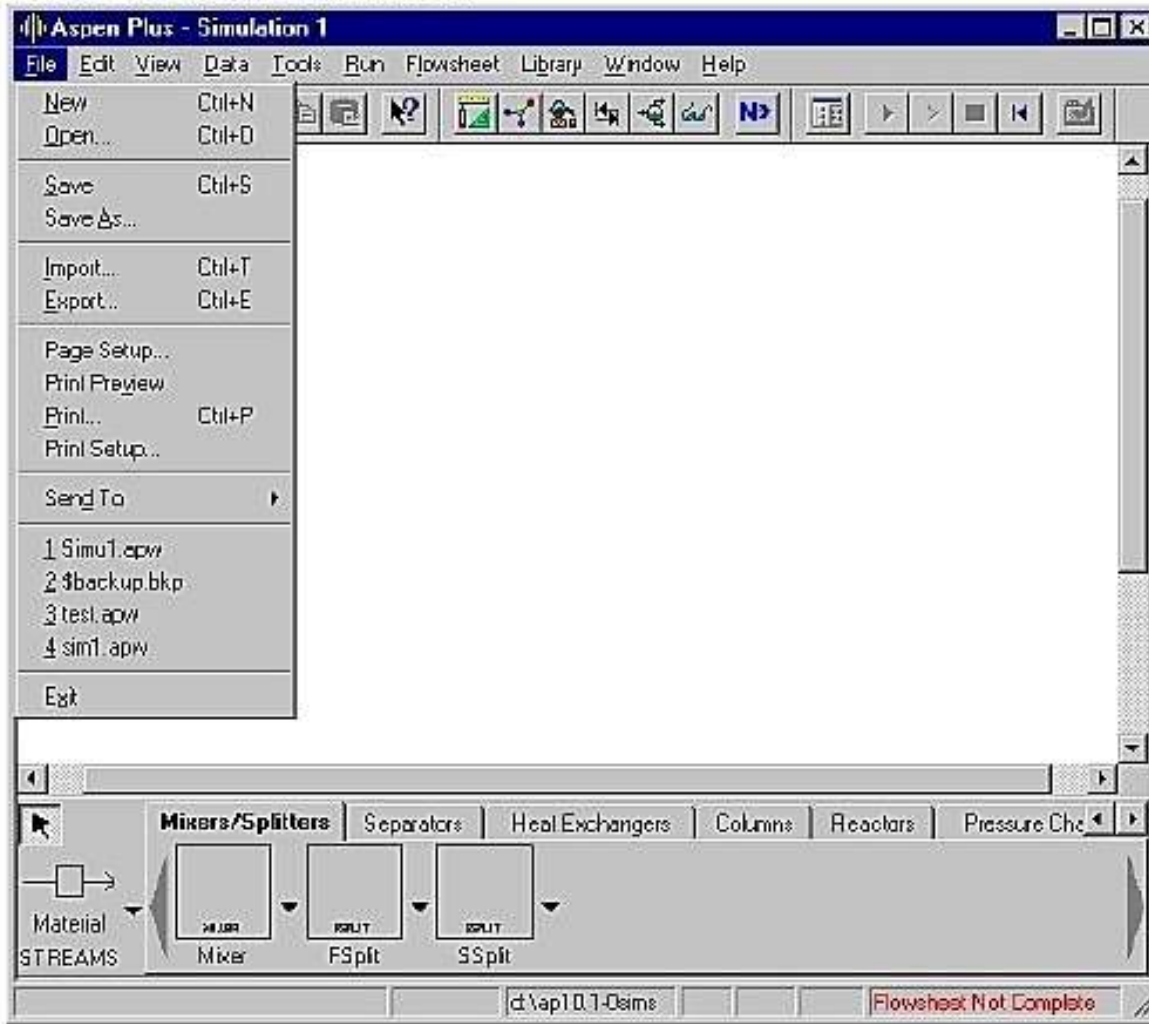 Aspen Plus - Simulation 1
File Edit View Data Tools Run Flowsheet Library Window Help
New Ctrl+N
Open... Ctrl+O
N>
Save Ctrl+S
Save As...
Import... Ctrl+T
Export... Ctrl+E
Page Setup...
Print Preview
Print... Ctrl+P
Print Setup...
Send To
1 Simu1.apw
2 $backup.bkp
3 test.apw
4 sim1.apw
Exit
Mixers/Splitters Separators Heat Exchangers Columns Reactors Pressure Cha
Material
STREAMS
MIXER FSPLIT SSPLIT
Mixer FSplit SSplit
d:\ap10.1-0sims Flowsheet Not Complete